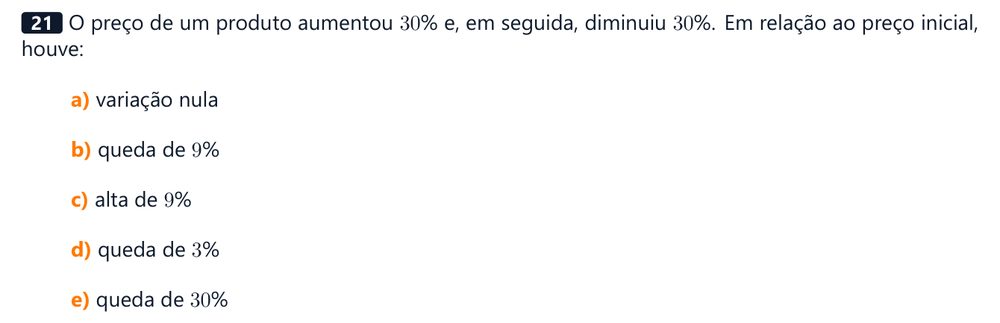 21 O preço de um produto aumentou 30% e, em seguida, diminuiu 30%. Em relação ao preço inicial,
houve:
a) variação nula
b) queda de 9%
c) alta de 9%
d) queda de 3%
e) queda de 30%